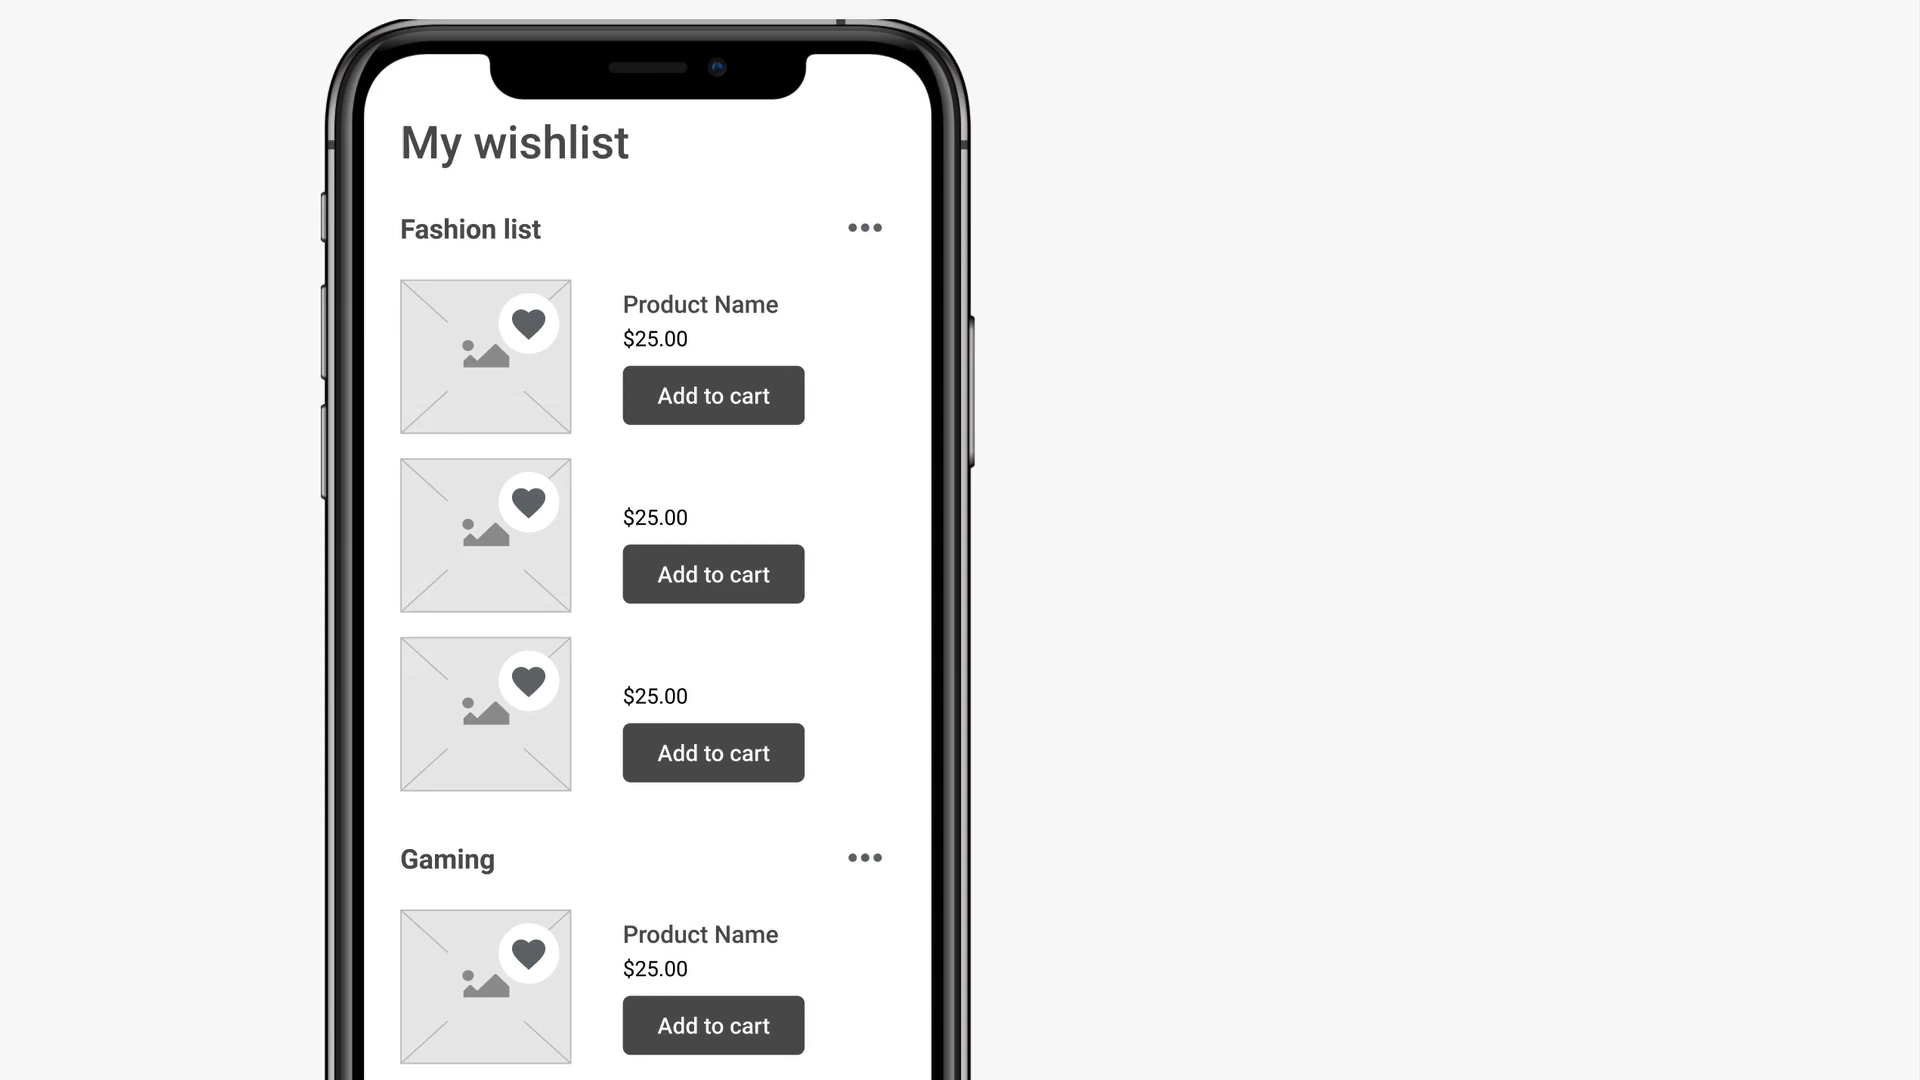 My wishlist
Fashion list
Product Name
$25.00
Add to cart
$25.00
Add to cart
$25.00
Add to cart
Gaming
Product Name
$25.00
Add to cart